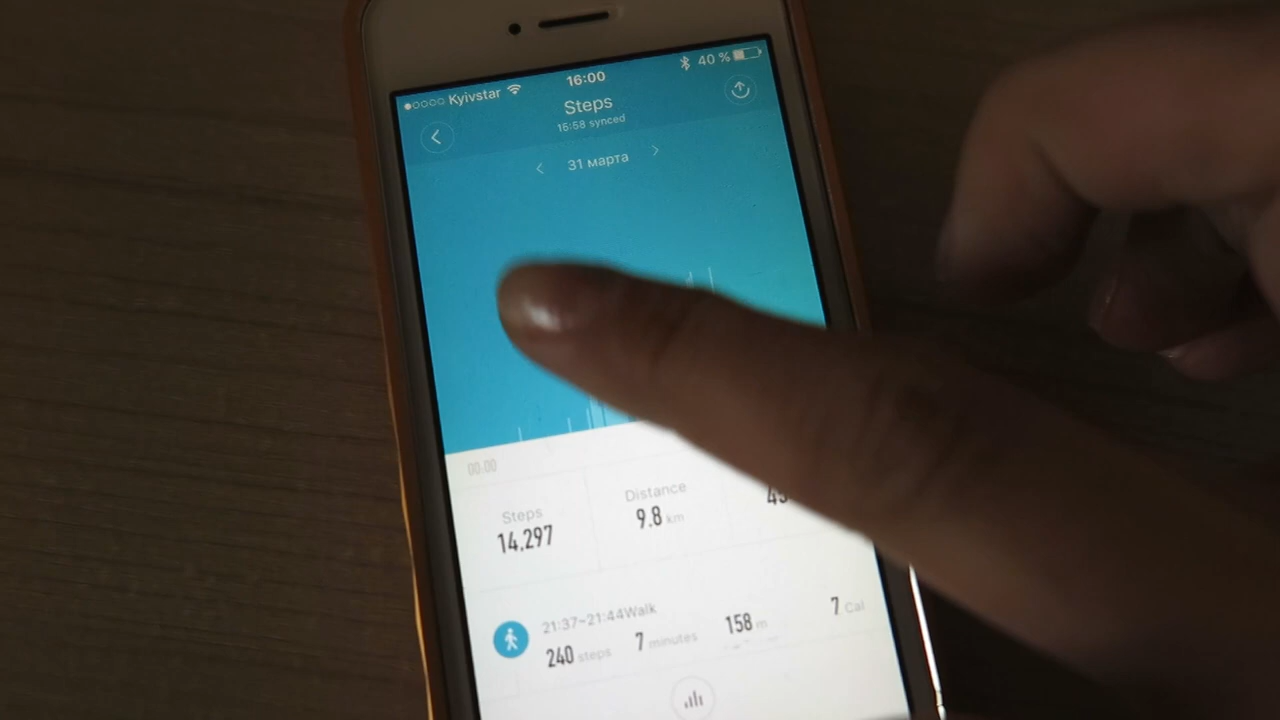 Kyivstar 16:00 40 %
Steps
15:58 synced
31 марта
00:00
Steps Distance
14.297 9.8 km
21:37~21:44Walk
240 steps 7 minutes 158 m 7 Cal